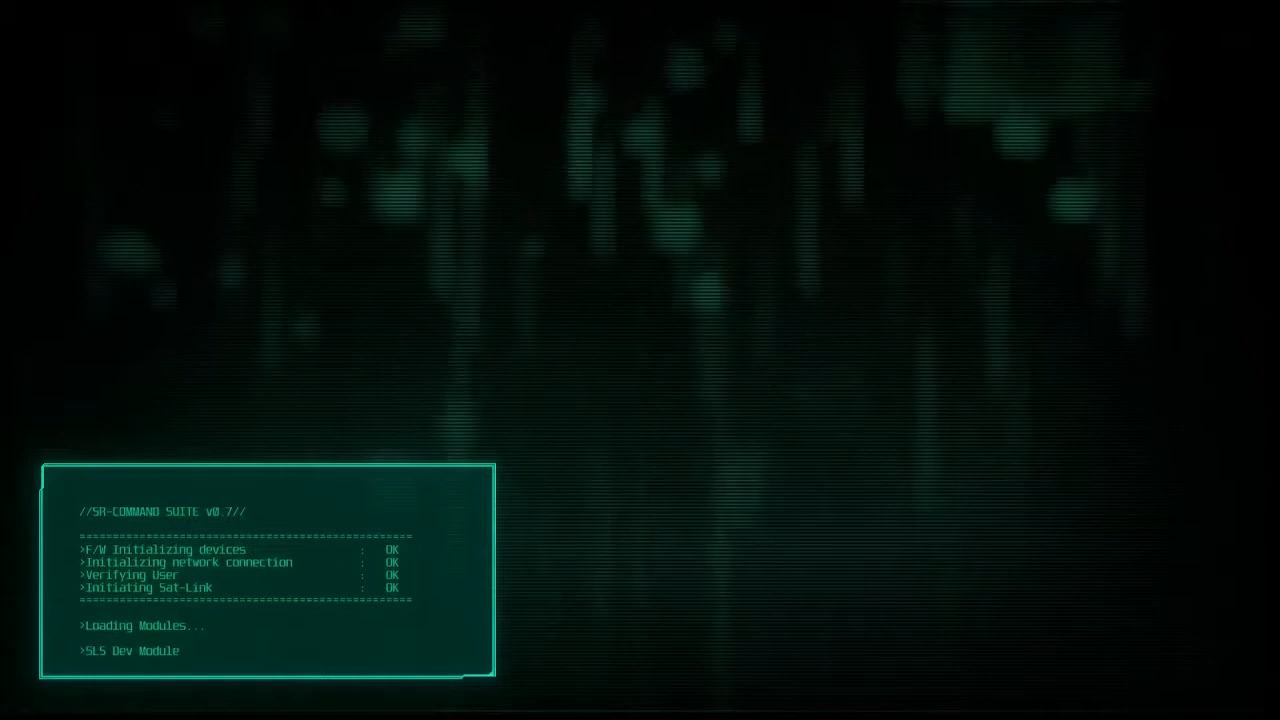 //SR-COMMAND SUITE v0.7//
================================================
>F/W Initializing devices : OK
>Initializing network connection : OK
>Verifying User : OK
>Initiating Sat-Link : OK
================================================
>Loading Modules...
>SLS Dev Module